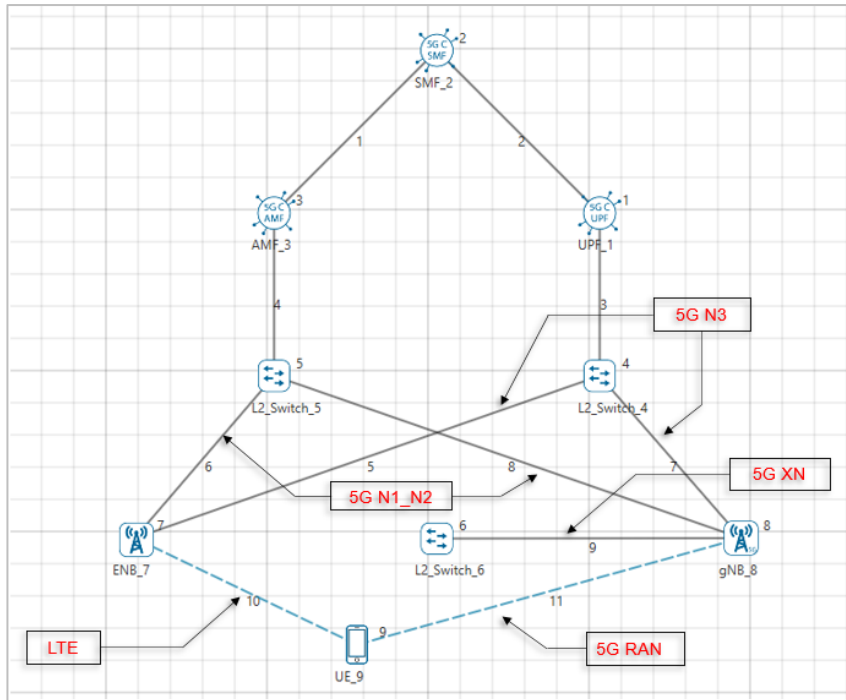 5G C
SMF
2
SMF_2
1
2
5G C
AMF
3
AMF_3
5G C
UPF
1
UPF_1
4
3
5G N3
5
L2_Switch_5
4
L2_Switch_4
6
5
8
7
5G N1_N2
5G XN
7
ENB_7
6
L2_Switch_6
9
8
5G
gNB_8
10
11
LTE
9
UE_9
5G RAN